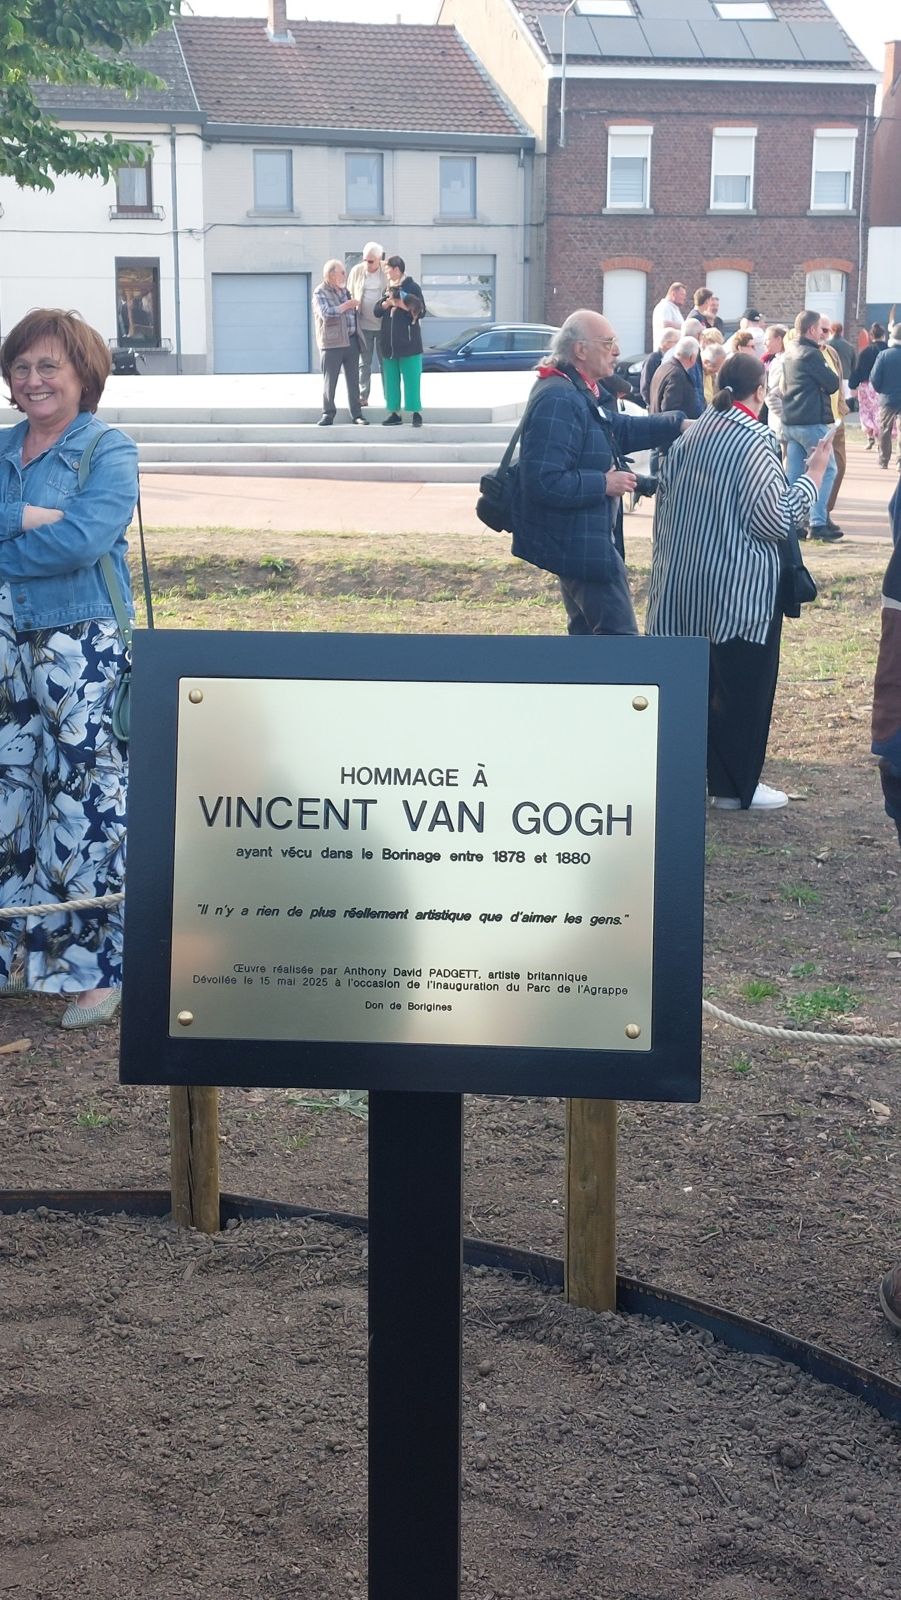 HOMMAGE À
VINCENT VAN GOGH
ayant vécu dans le Borinage entre 1878 et 1880
"Il n'y a rien de plus réellement artistique que d'aimer les gens."
Œuvre réalisée par Anthony David PADGETT, artiste britannique
Dévoilée le 15 mai 2025 à l'occasion de l'inauguration du Parc de l'Agrappe
Don de Borigines